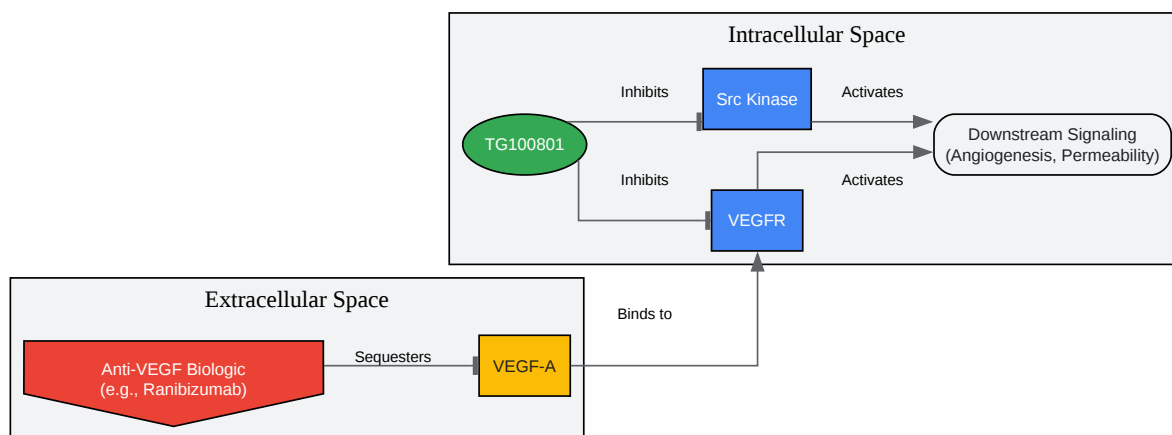 Intracellular Space
Inhibits
Src Kinase
Activates
TG100801
Downstream Signaling
(Angiogenesis, Permeability)
Inhibits
Activates
VEGFR
Extracellular Space
Binds to
Anti-VEGF Biologic
(e.g., Ranibizumab)
Sequesters
VEGF-A